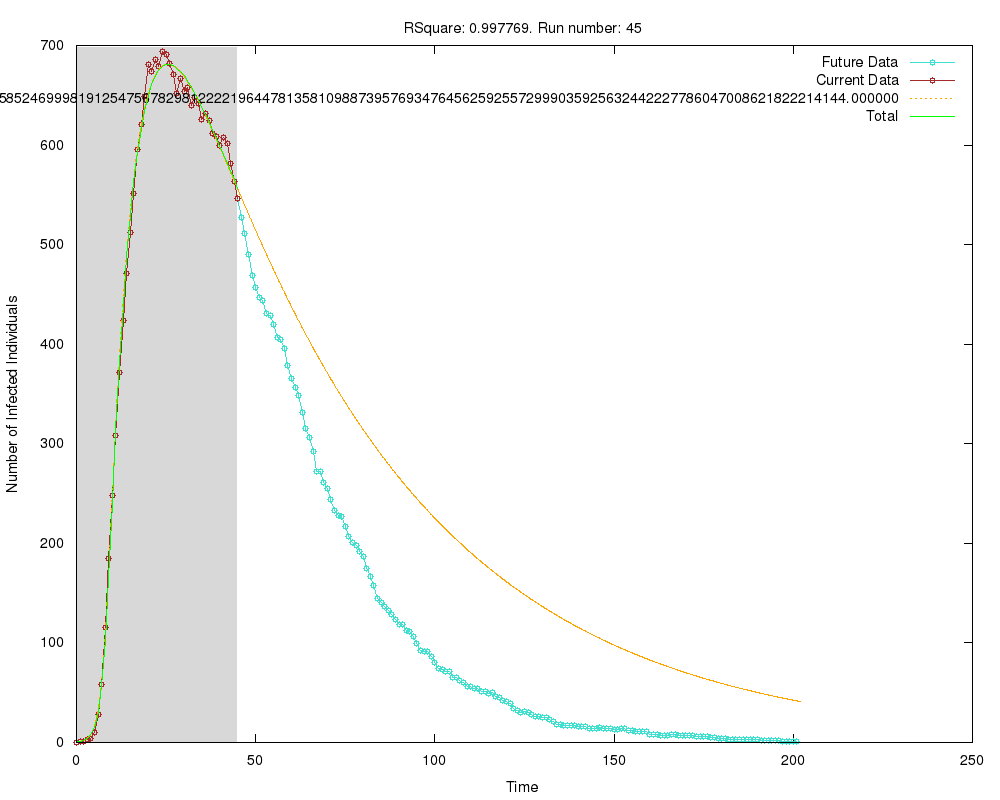 RSquare: 0.997769. Run number: 45
700
Future Data
Current Data
Total
600
500
400
Number of Infected Individuals
300
200
100
0
0 50 100 150 200 250
Time